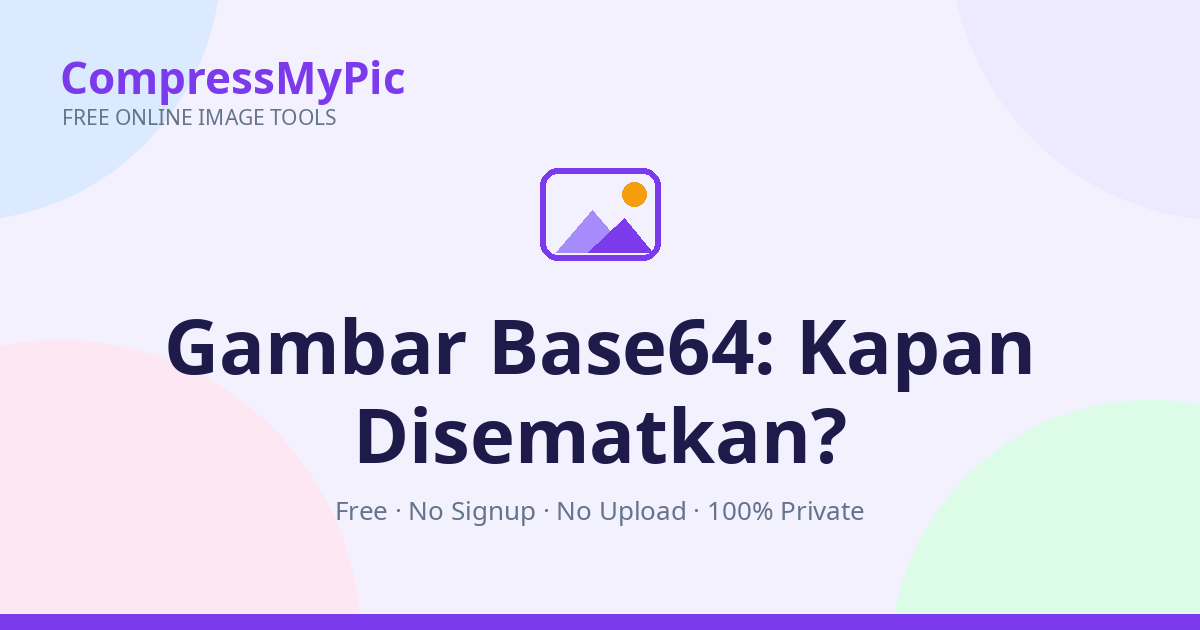 CompressMyPic
FREE ONLINE IMAGE TOOLS
Gambar Base64: Kapan
Disematkan?
Free · No Signup · No Upload · 100% Private